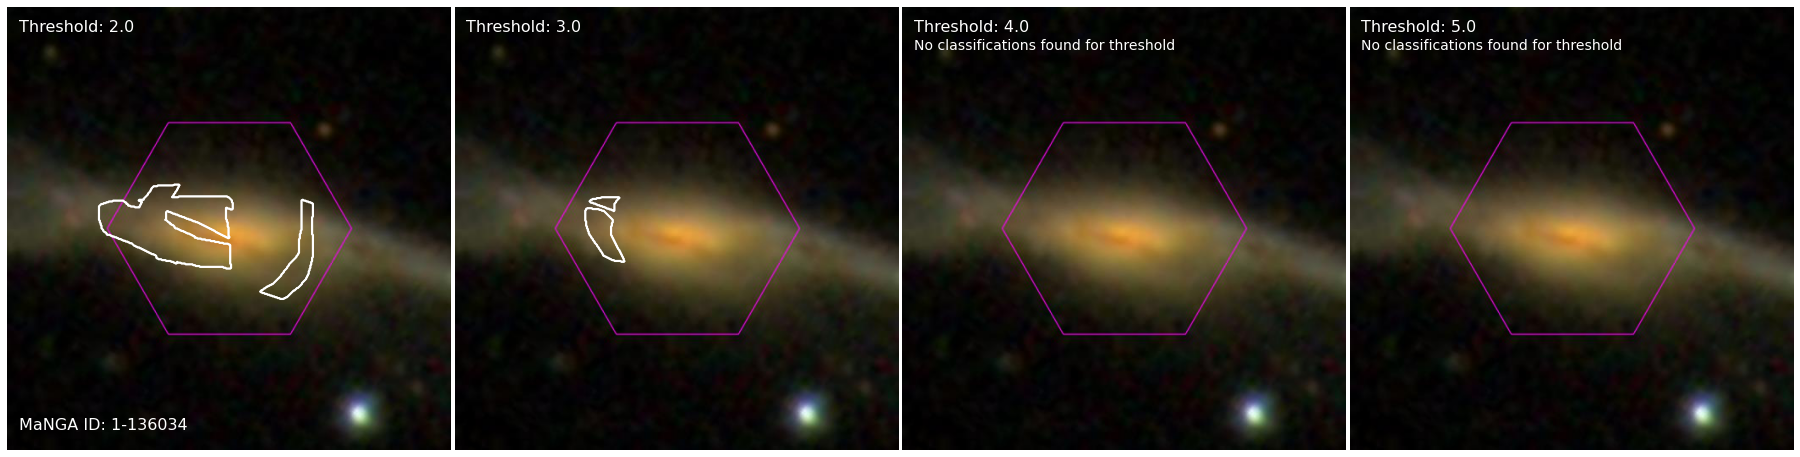 Threshold: 2.0
MaNGA ID: 1-136034
Threshold: 3.0
Threshold: 4.0
No classifications found for threshold
Threshold: 5.0
No classifications found for threshold